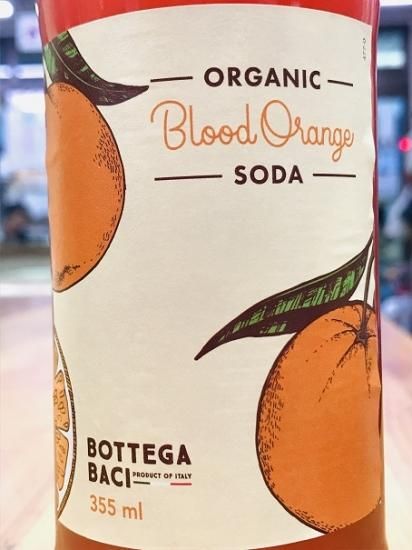 ORGANIC
Blood Orange
SODA
BOTTEGA
BACI PRODUCT OF ITALY
355 ml